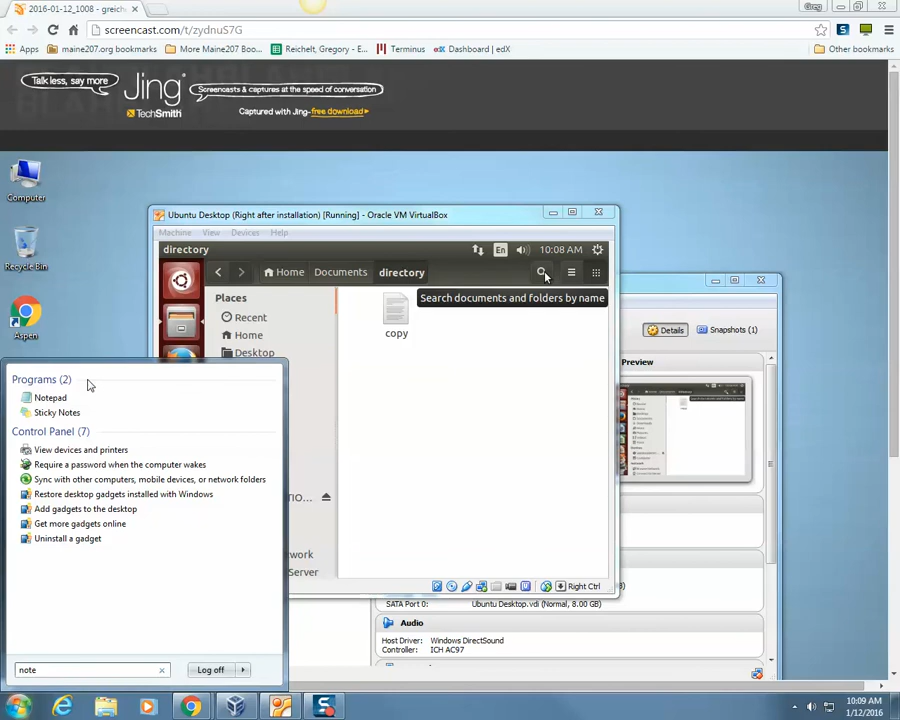 2016-01-12_1008 - greich
Greg
screencast.com/t/zydnuS7G
Apps
maine207.org bookmarks
More Maine207 Boo...
Reichelt, Gregory - E...
Terminus
Dashboard | edX
Other bookmarks
Talk less, say more
Jing
TechSmith
Screencasts & captures at the speed of conversation
Captured with Jing-free download
Computer
Recycle Bin
Aspen
Ubuntu Desktop (Right after installation) [Running] - Oracle VM VirtualBox
Machine View Devices Help
directory
En
10:08 AM
Home
Documents
directory
Search documents and folders by name
Places
Recent
Home
Desktop
copy
IO...
work
Server
Right Ctrl
Details
Snapshots (1)
Preview
SATA Port 0: Ubuntu Desktop.vdi (Normal, 8.00 GB)
Audio
Host Driver: Windows DirectSound
Controller: ICH AC97
Programs (2)
Notepad
Sticky Notes
Control Panel (7)
View devices and printers
Require a password when the computer wakes
Sync with other computers, mobile devices, or network folders
Restore desktop gadgets installed with Windows
Add gadgets to the desktop
Get more gadgets online
Uninstall a gadget
note
Log off
10:09 AM
1/12/2016